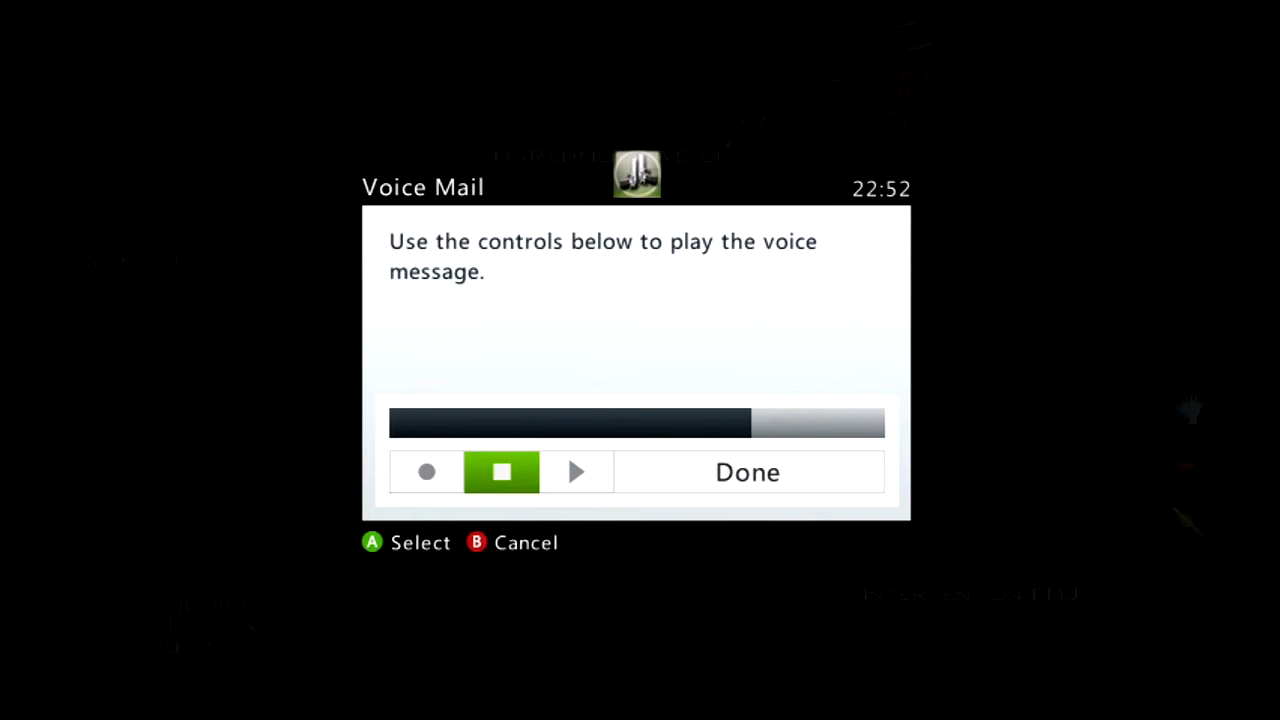 Voice Mail
22:52
Use the controls below to play the voice
message.
Done
A Select B Cancel